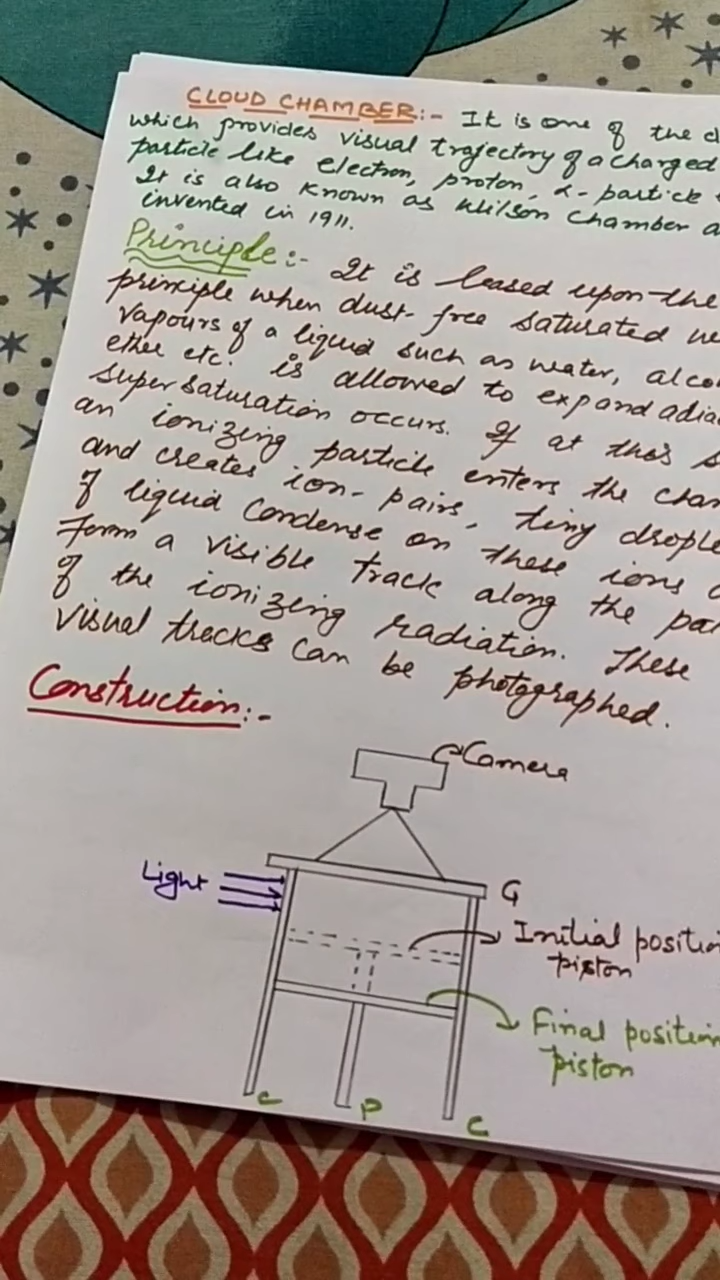 CLOUD CHAMBER:- It is one of the d
which provides visual trajectory of a charged
particle like electron, proton, α-particle
It is also known as Wilson Chamber a
invented in 1911.
Principle:- It is based upon the
principle when dust-free saturated
vapours of a liquid such as water, alco
ether etc. is allowed to expand adia
supersaturation occurs. If at this s
an ionizing particle enters the cham
and creates ion-pairs, tiny drople
of liquid condense on these ions
form a visible track along the pa
of the ionizing radiation. These
visual tracks can be photographed.
Construction:-
Camera
Light
G
Initial position
piston
Final position
piston
C
P
C